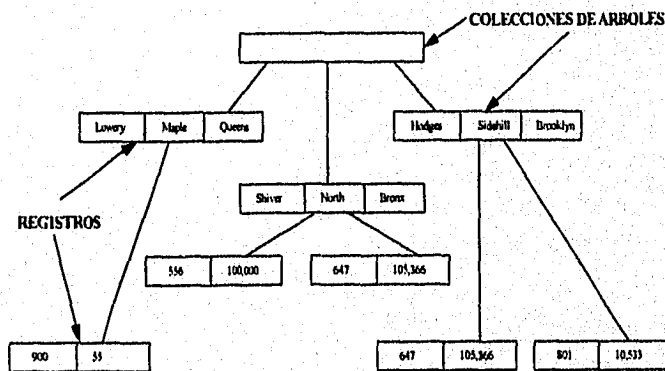 COLECCIONES DE ARBOLES
Lowery Maple Queens
Hodges Sidehill Brooklyn
Shiver North Bronx
REGISTROS
556 100,000
647 105,366
900 55
647 105,366
801 10,533